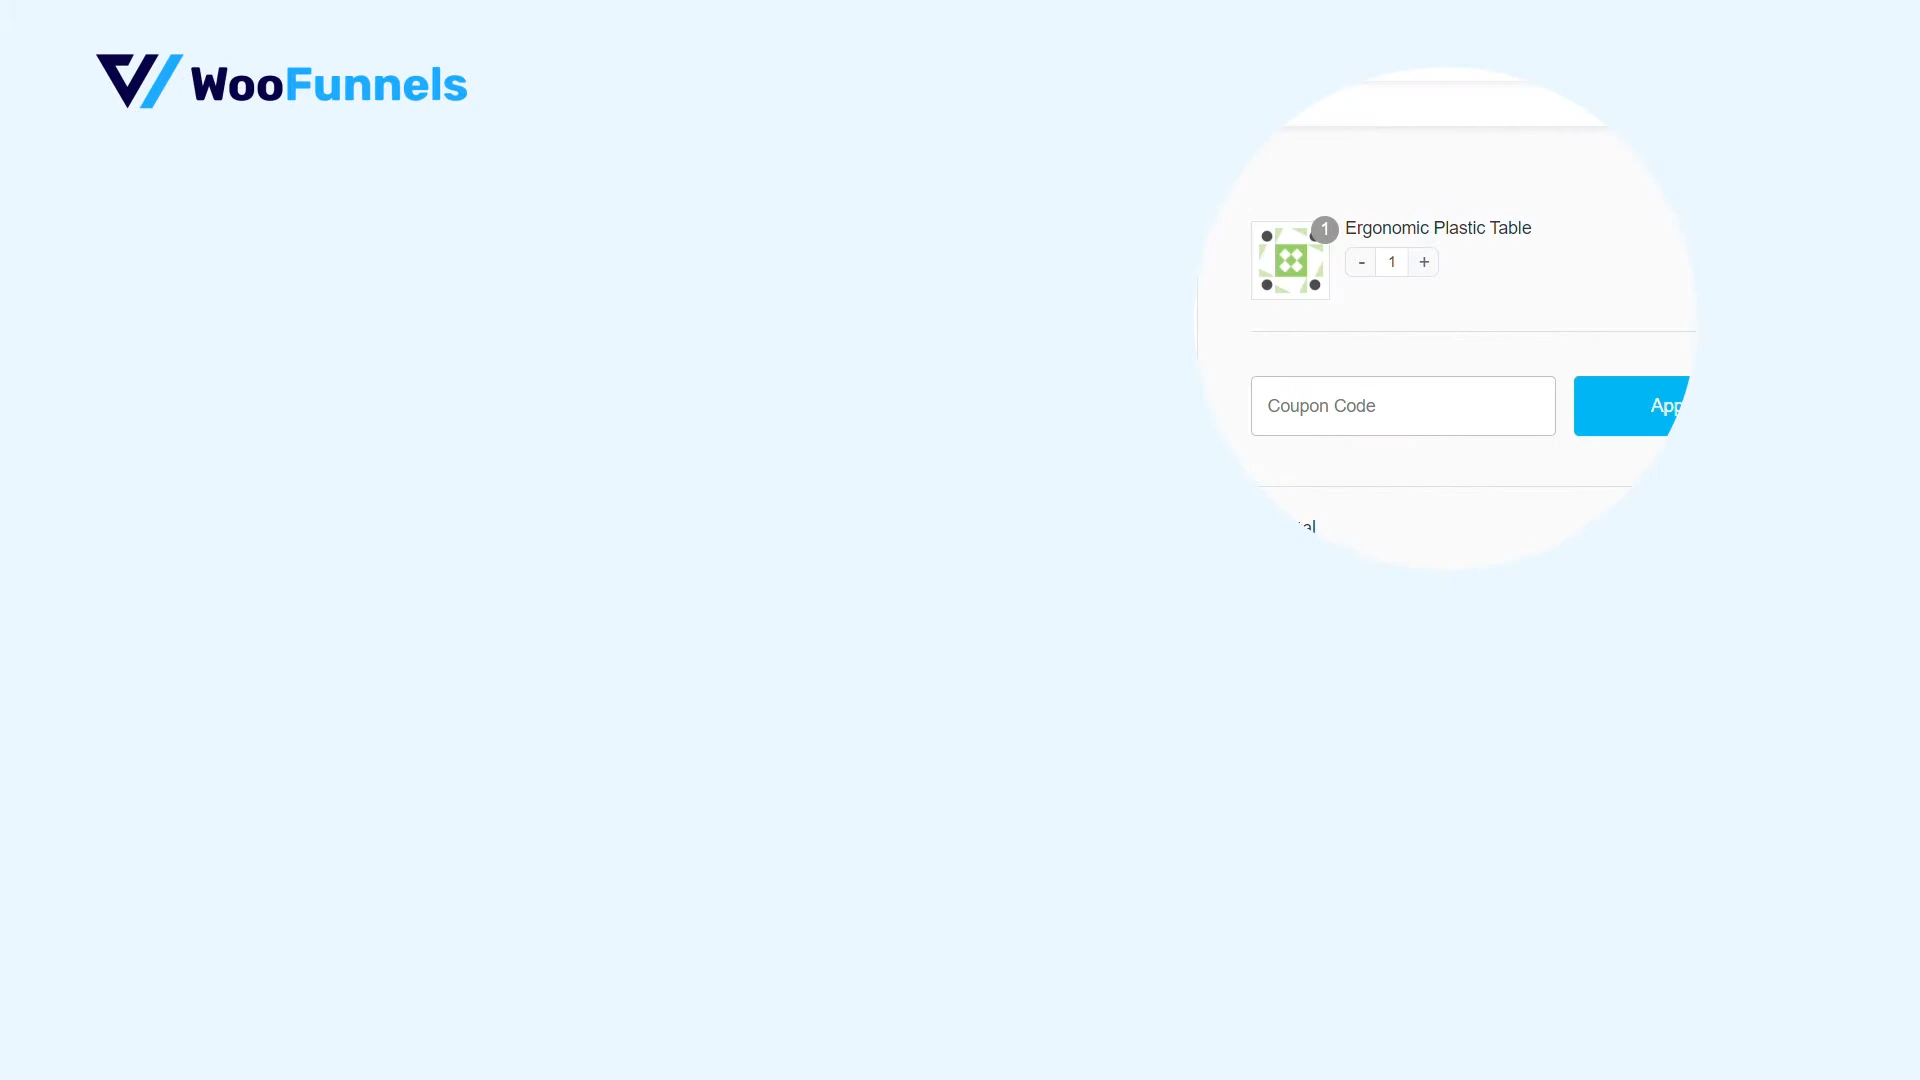 WooFunnels
1
Ergonomic Plastic Table
- 1 +
Coupon Code